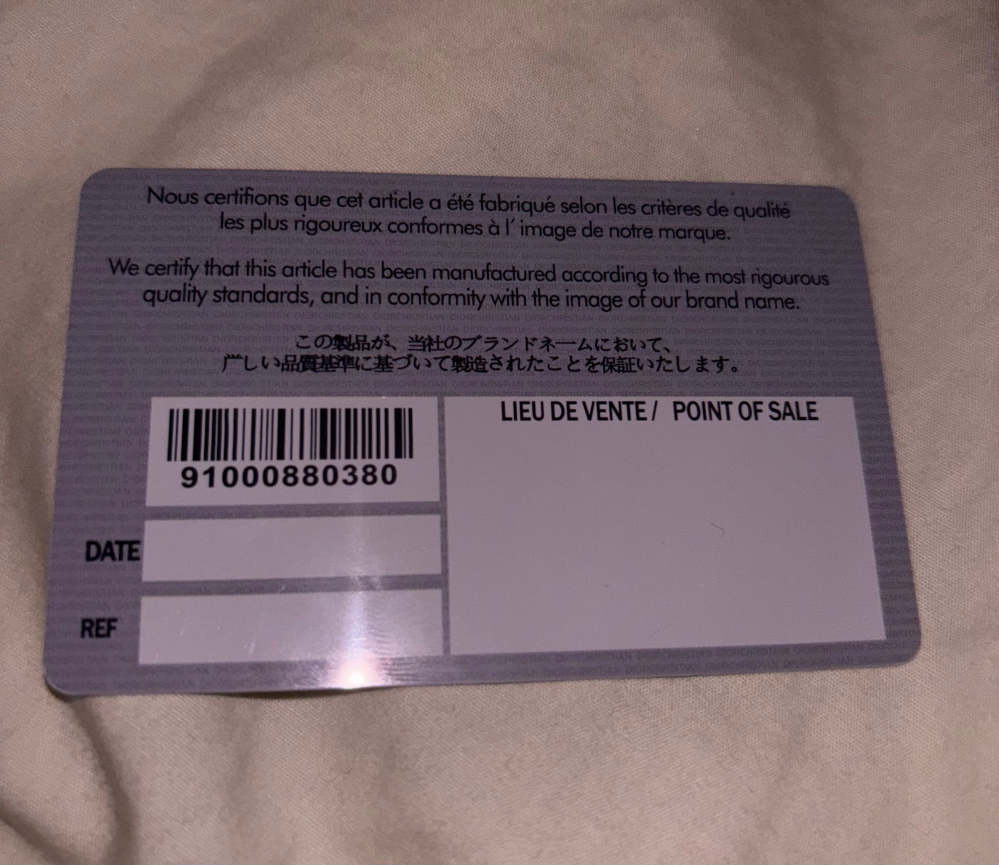 Nous certifions que cet article a été fabriqué selon les critères de qualité
les plus rigoureux conformes à l´ image de notre marque.
We certify that this article has been manufactured according to the most rigourous
quality standards, and in conformity with the image of our brand name.
この製品が、当社のブランドネームにおいて、
しい品質基準に基づいて製造されたことを保証いたします。
91000880380
LIEU DE VENTE / POINT OF SALE
DATE
REF